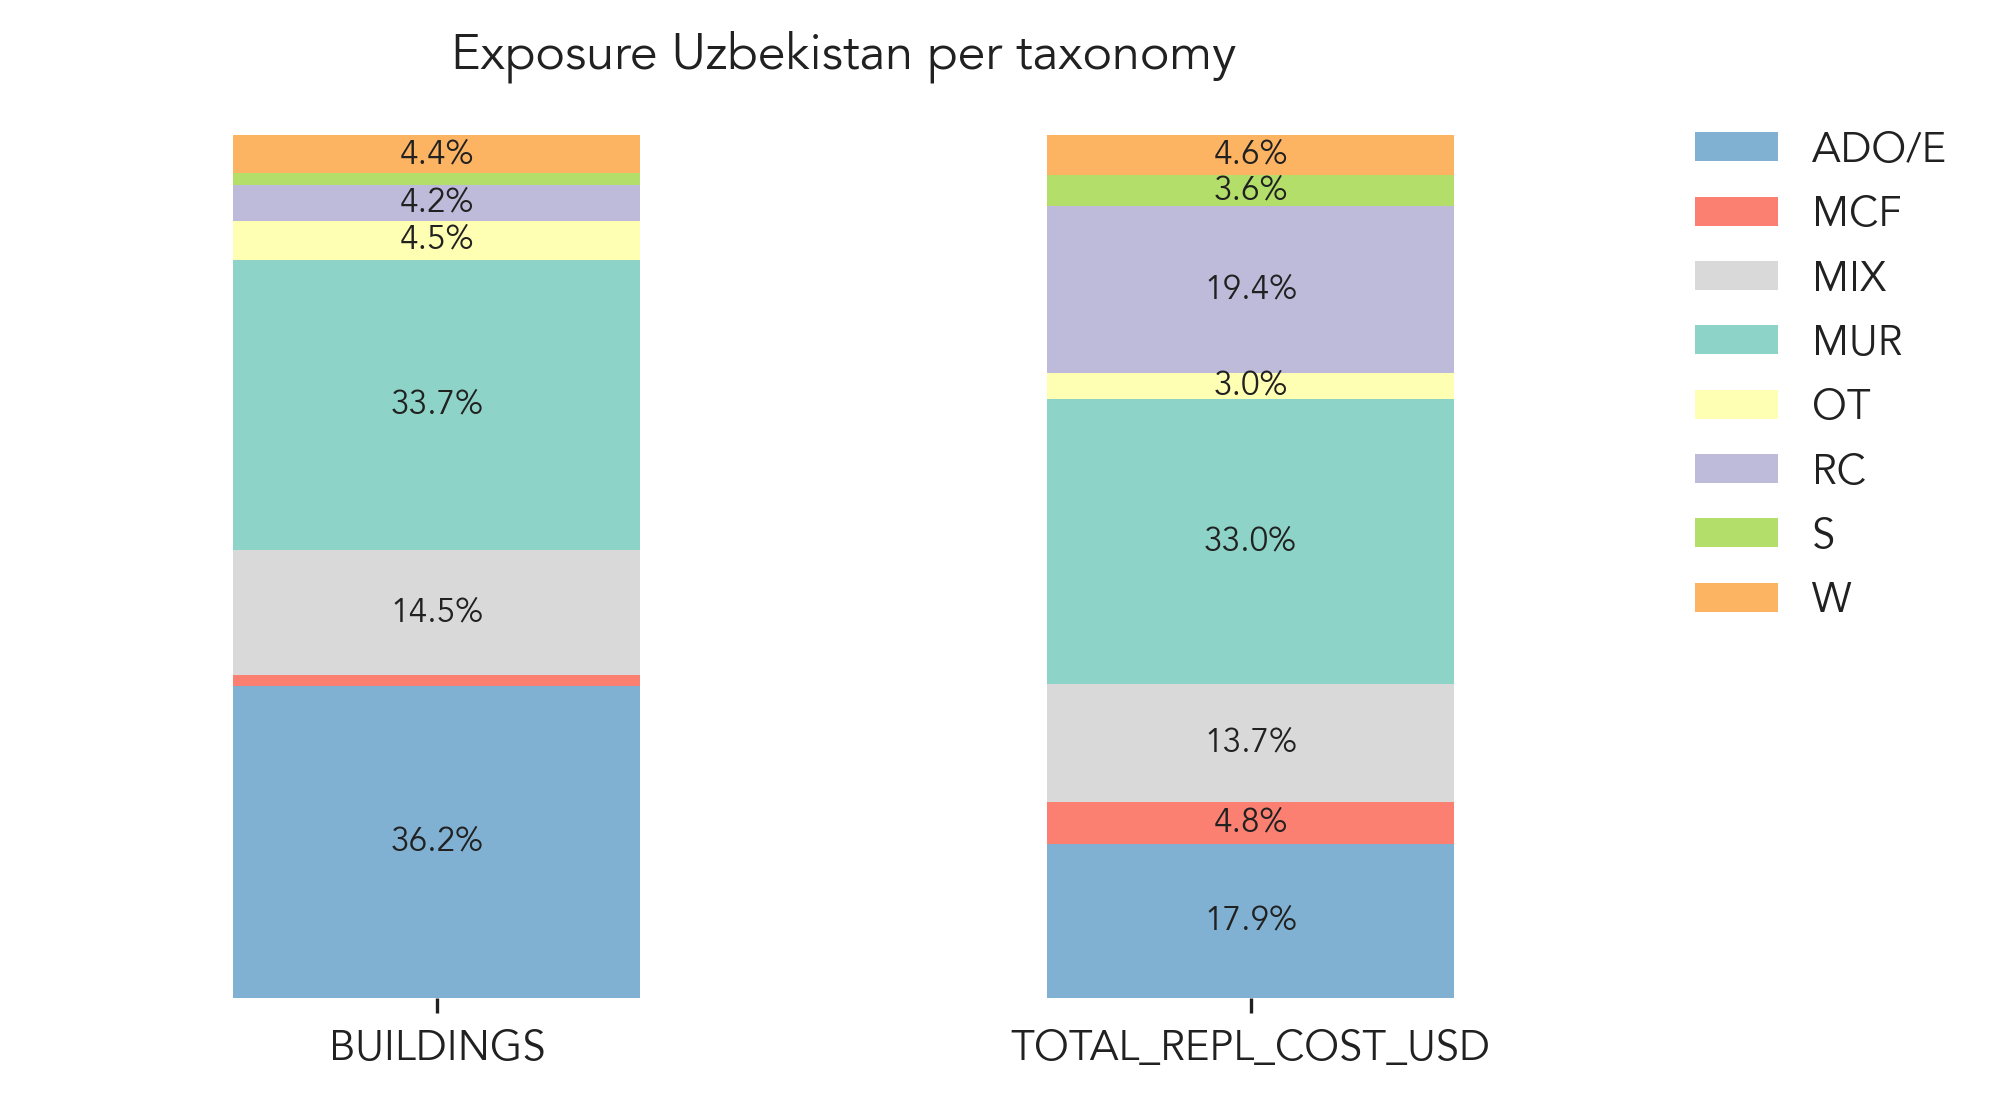 Exposure Uzbekistan per taxonomy
4.4%
4.2%
4.5%
33.7%
14.5%
36.2%
BUILDINGS
4.6%
3.6%
19.4%
3.0%
33.0%
13.7%
4.8%
17.9%
TOTAL_REPL_COST_USD
ADO/E
MCF
MIX
MUR
OT
RC
S
W